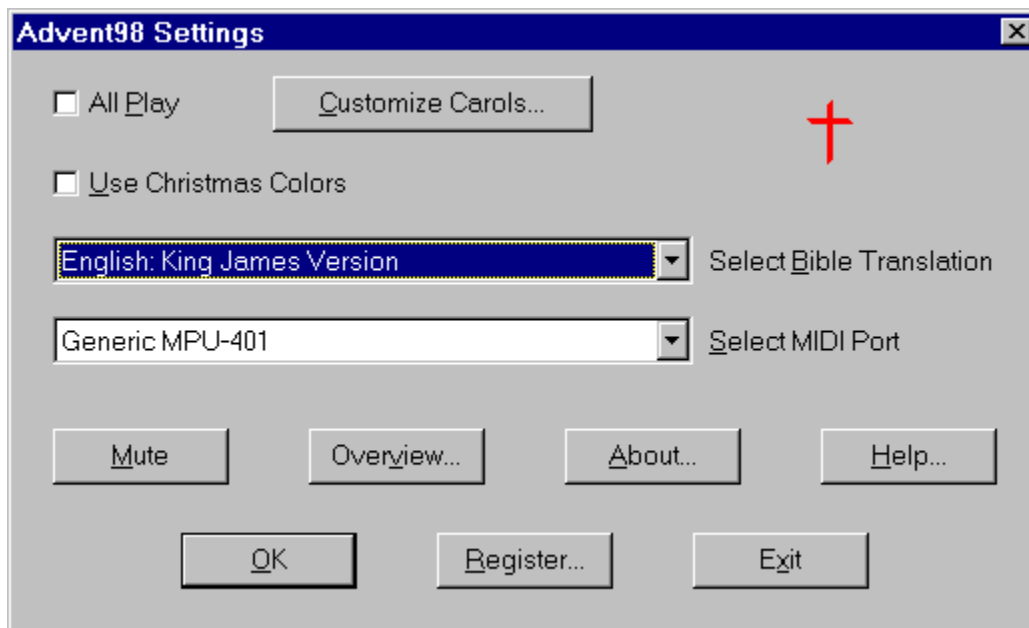 Advent98 Settings
All Play
Customize Carols...
Use Christmas Colors
English: King James Version
Select Bible Translation
Generic MPU-401
Select MIDI Port
Mute
Overview...
About...
Help...
OK
Register...
Exit